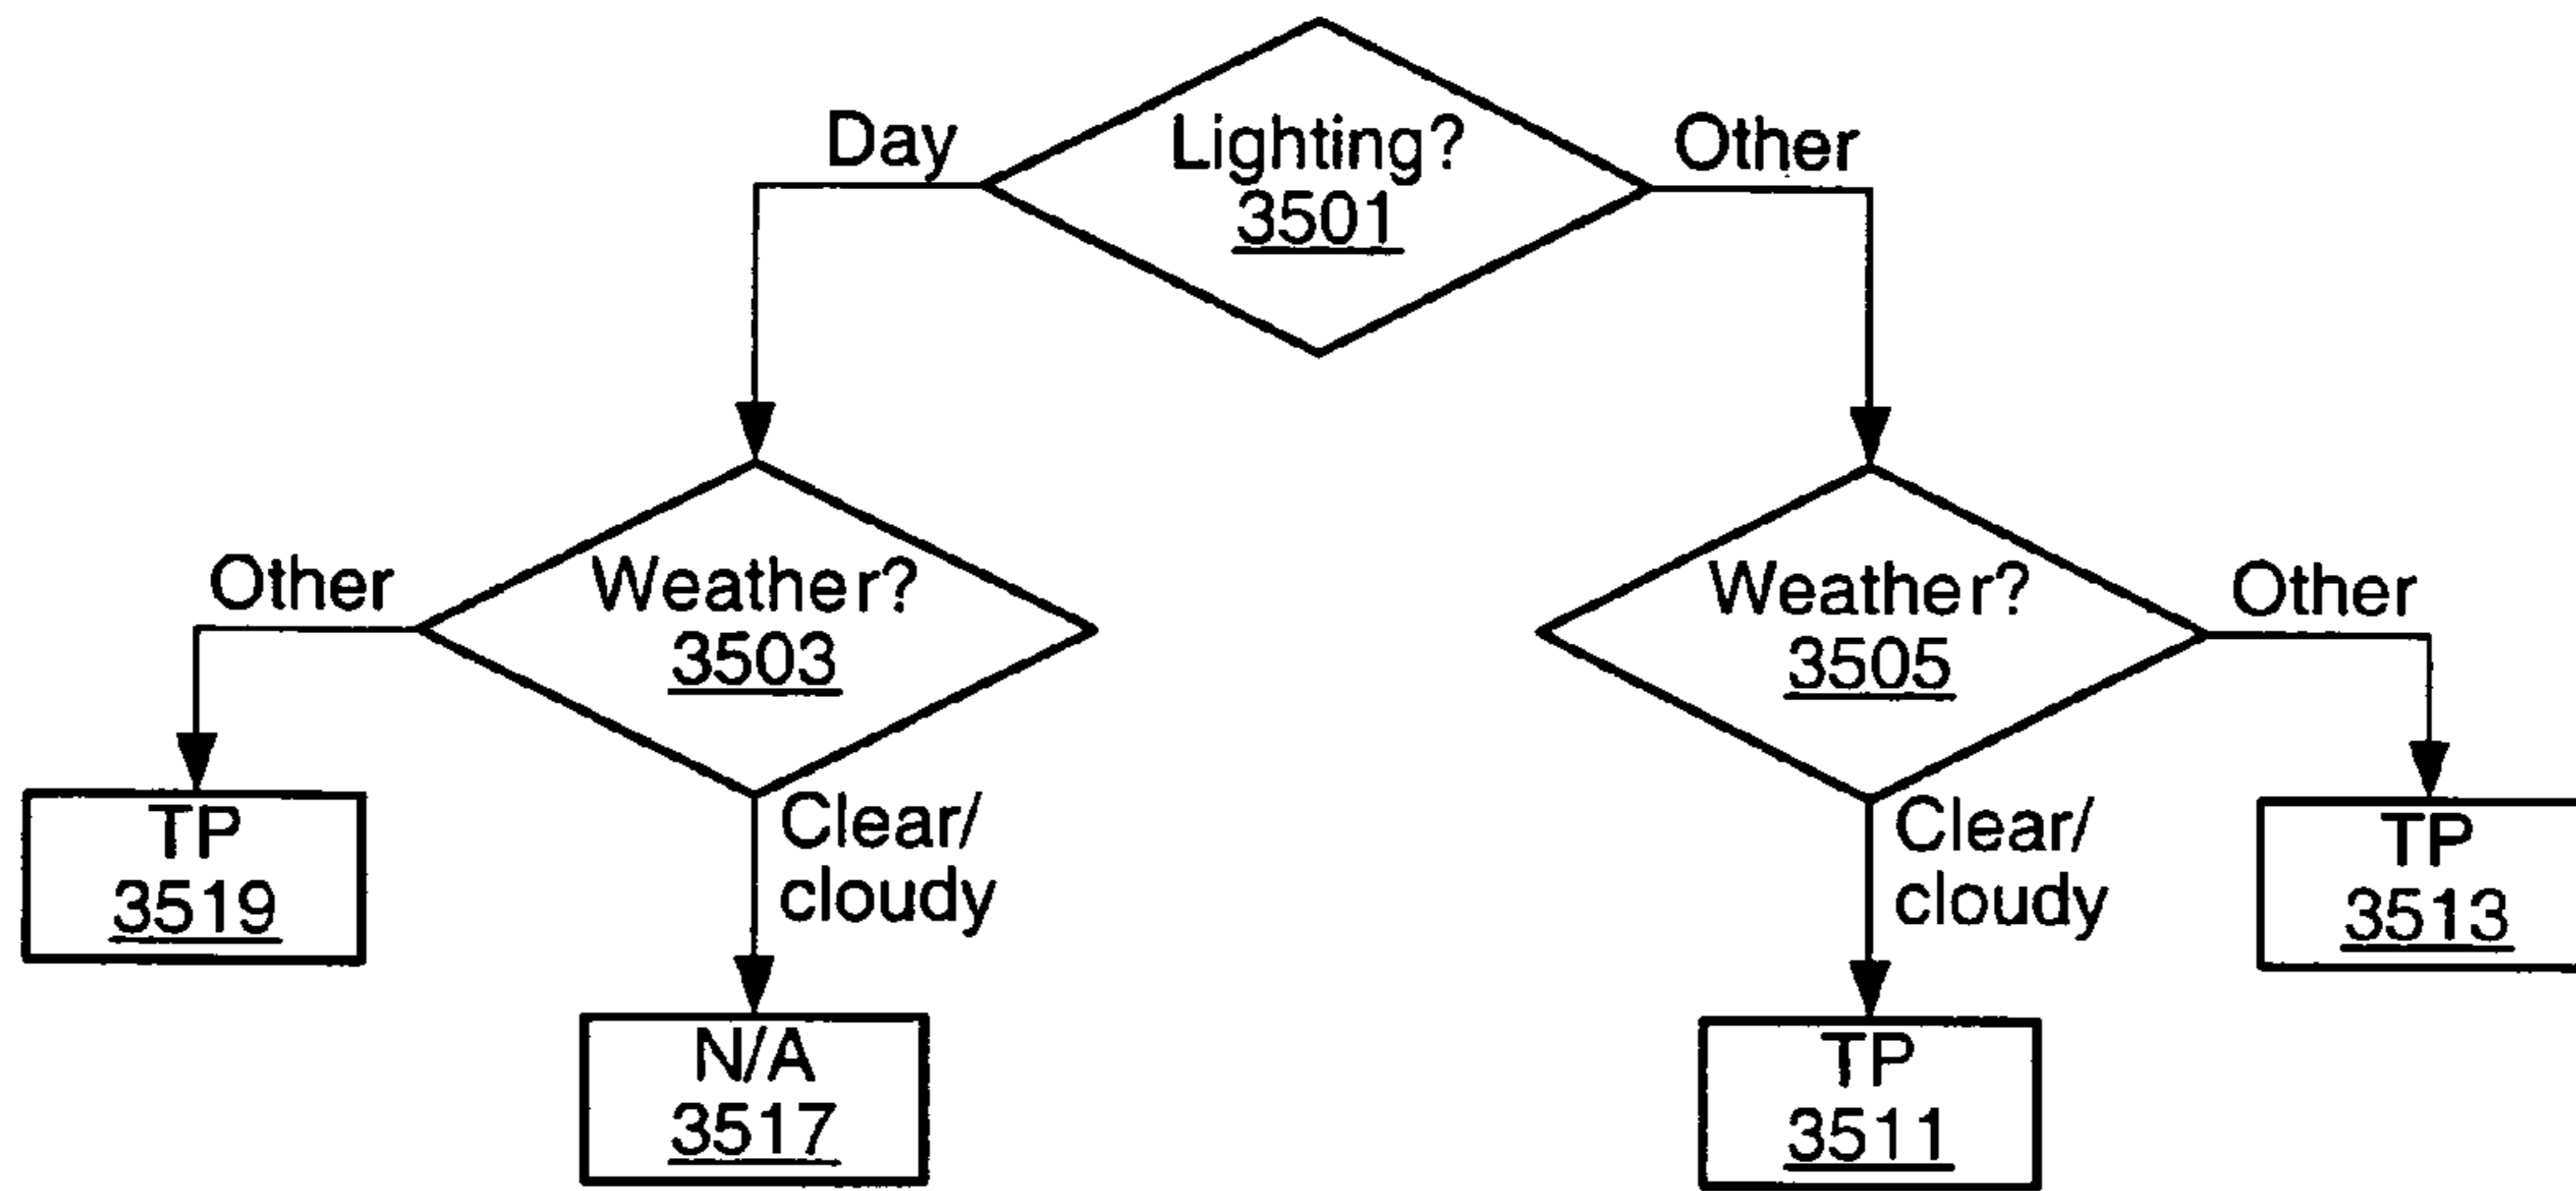 Day
Lighting?
3501
Other
Other
Weather?
3503
Weather?
3505
Other
TP
3519
Clear/
cloudy
Clear/
cloudy
TP
3513
N/A
3517
TP
3511